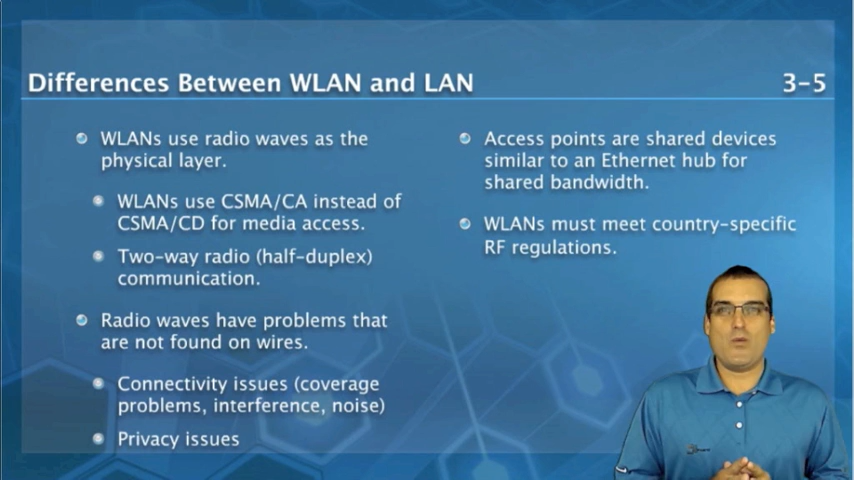 Differences Between WLAN and LAN
3-5
WLANs use radio waves as the
physical layer.
WLANs use CSMA/CA instead of
CSMA/CD for media access.
Two-way radio (half-duplex)
communication.
Radio waves have problems that
are not found on wires.
Connectivity issues (coverage
problems, interference, noise)
Privacy issues
Access points are shared devices
similar to an Ethernet hub for
shared bandwidth.
WLANs must meet country-specific
RF regulations.